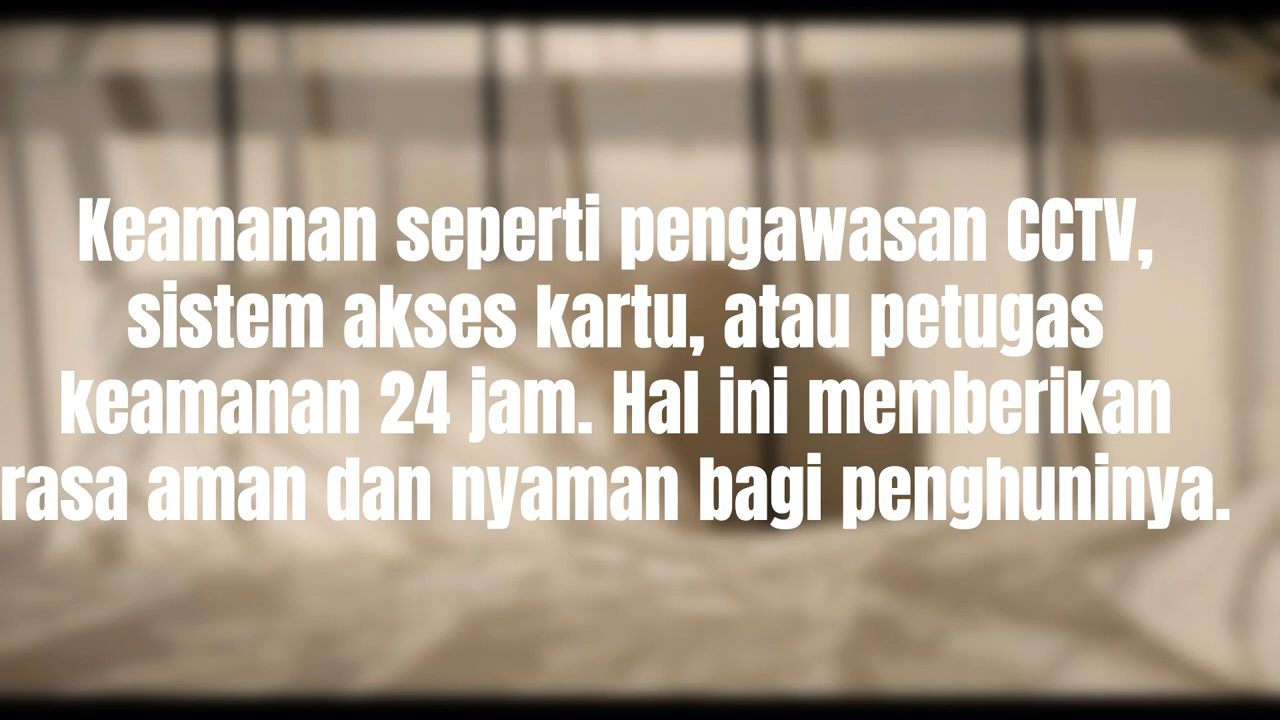 Keamanan seperti pengawasan CCTV,
sistem akses kartu, atau petugas
keamanan 24 jam. Hal ini memberikan
rasa aman dan nyaman bagi penghuninya.